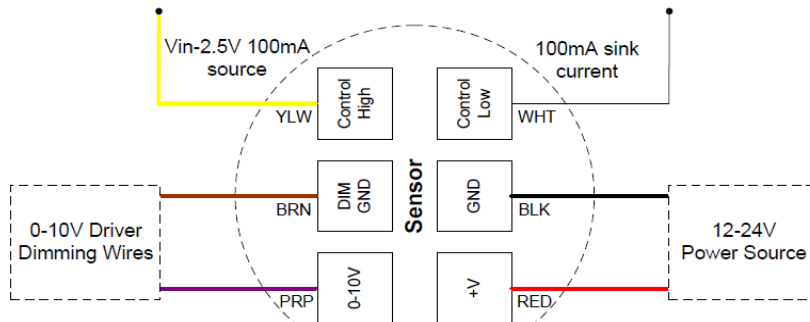 Vin-2.5V 100mA
source
100mA sink
current
YLW
Control
High
Control
Low
WHT
Sensor
0-10V Driver
Dimming Wires
BRN
DIM
GND
GND
BLK
12-24V
Power Source
PRP
0-10V
+V
RED